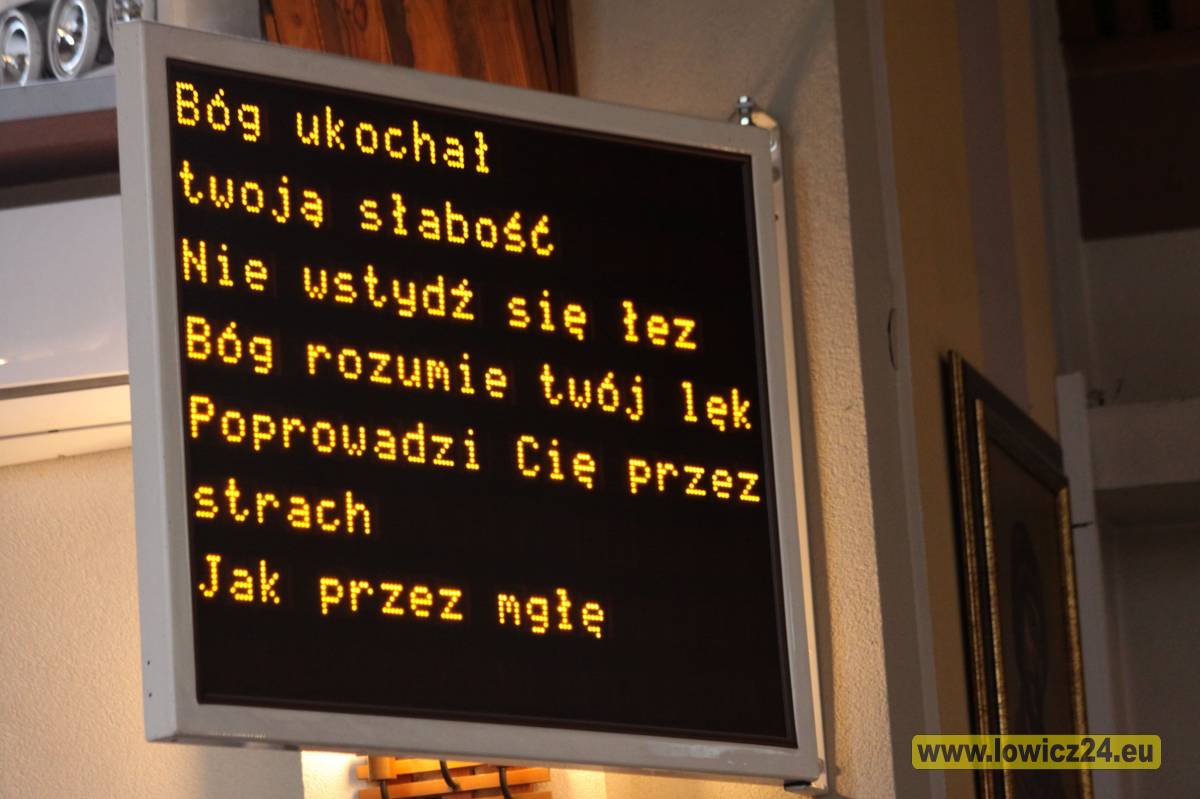 Bóg ukochał
twoją słabość
Nie wstydź się łez
Bóg rozumie twój lęk
Poprowadzi Cię przez
strach
Jak przez mgłę
www.lowicz24.eu